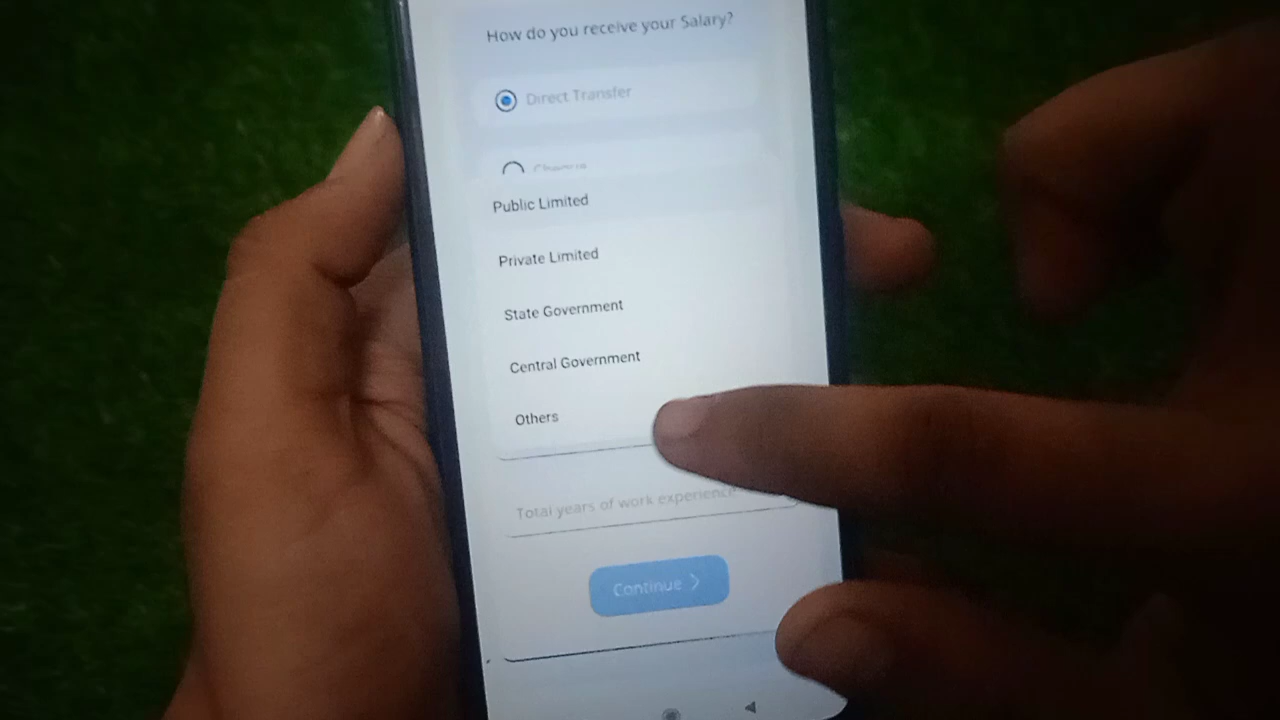 How do you receive your Salary?
Direct Transfer
Public Limited
Private Limited
State Government
Central Government
Others
Total years of work experience
Continue